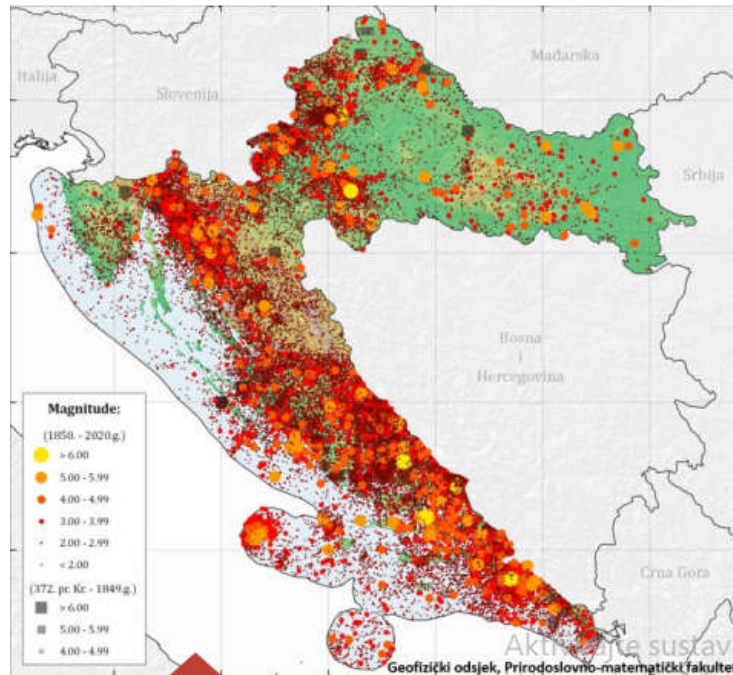 Italija
Slovenija
Mađarska
Srbija
Bosna
i
Hercegovina
Crna Gora
Magnitude:
(1850. - 2020.g.)
> 6.00
5.00 - 5.99
4.00 - 4.99
3.00 - 3.99
2.00 - 2.99
< 2.00
(372. pr. Kr. - 1849.g.)
> 6.00
5.00 - 5.99
4.00 - 4.99
Aktivirajte sustav
Geofizički odsjek, Prirodoslovno-matematički fakultet